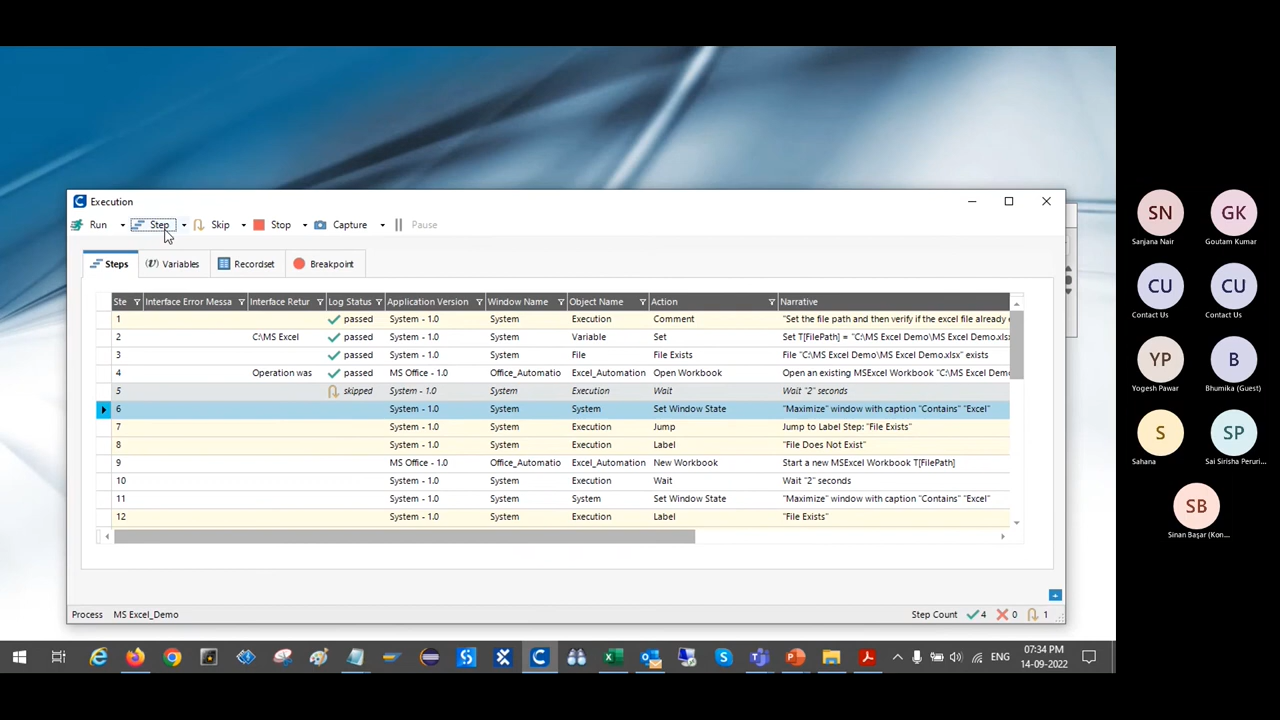 Execution
Run Step Skip Stop Capture Pause
Steps Variables Recordset Breakpoint
Ste Interface Error Messa Interface Retur Log Status Application Version Window Name Object Name Action Narrative
1 passed System - 1.0 System Execution Comment "Set the file path and then verify if the excel file already
2 C:\MS Excel passed System - 1.0 System Variable Set Set T[FilePath] = "C:\MS Excel Demo\MS Excel Demo.xlsx
3 passed System - 1.0 System File File Exists File "C:\MS Excel Demo\MS Excel Demo.xlsx" exists
4 Operation was passed MS Office - 1.0 Office_Automatio Excel_Automation Open Workbook Open an existing MSExcel Workbook "C:\MS Excel Dem
5 skipped System - 1.0 System Execution Wait Wait "2" seconds
6 System - 1.0 System System Set Window State "Maximize" window with caption "Contains" "Excel"
7 System - 1.0 System Execution Jump Jump to Label Step: "File Exists"
8 System - 1.0 System Execution Label "File Does Not Exist"
9 MS Office - 1.0 Office_Automatio Excel_Automation New Workbook Start a new MSExcel Workbook T[FilePath]
10 System - 1.0 System Execution Wait Wait "2" seconds
11 System - 1.0 System System Set Window State "Maximize" window with caption "Contains" "Excel"
12 System - 1.0 System Execution Label "File Exists"
Process MS Excel_Demo Step Count 4 0 1
ENG 07:34 PM
14-09-2022
SN GK
Sanjana Nair Goutam Kumar
CU CU
Contact Us Contact Us
YP B
Yogesh Pawar Bhumika (Guest)
S SP
Sahana Sai Sirisha Peruri...
SB
Sinan Başar (Kon...